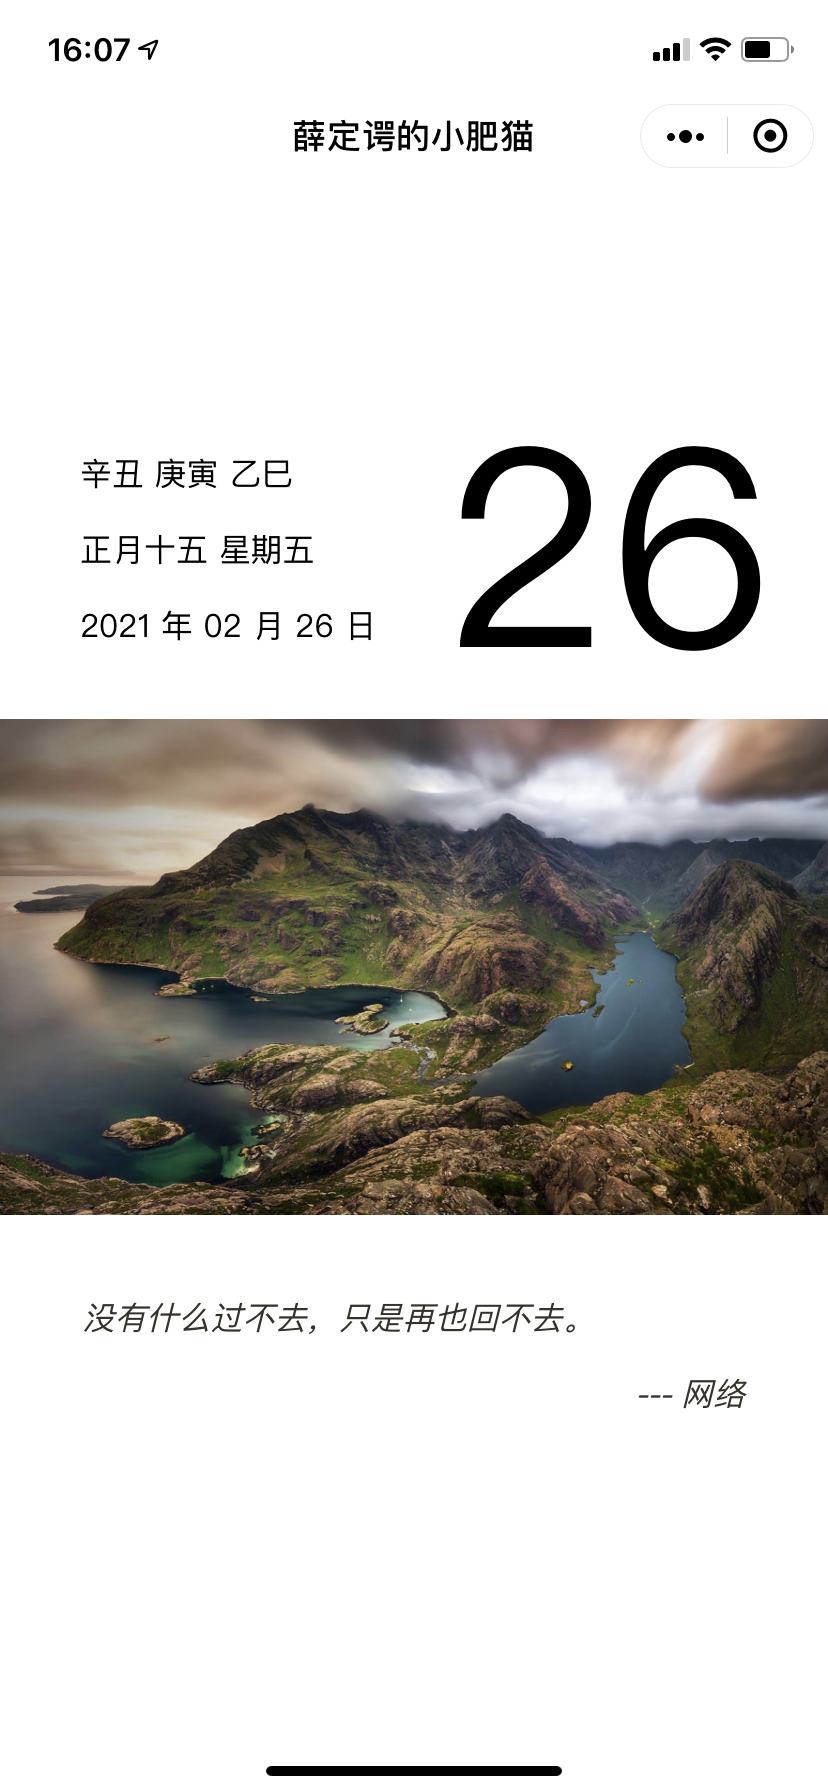 16:07
薛定谔的小肥猫
辛丑 庚寅 乙巳
正月十五 星期五
2021 年 02 月 26 日
26
没有什么过不去，只是再也回不去。
--- 网络